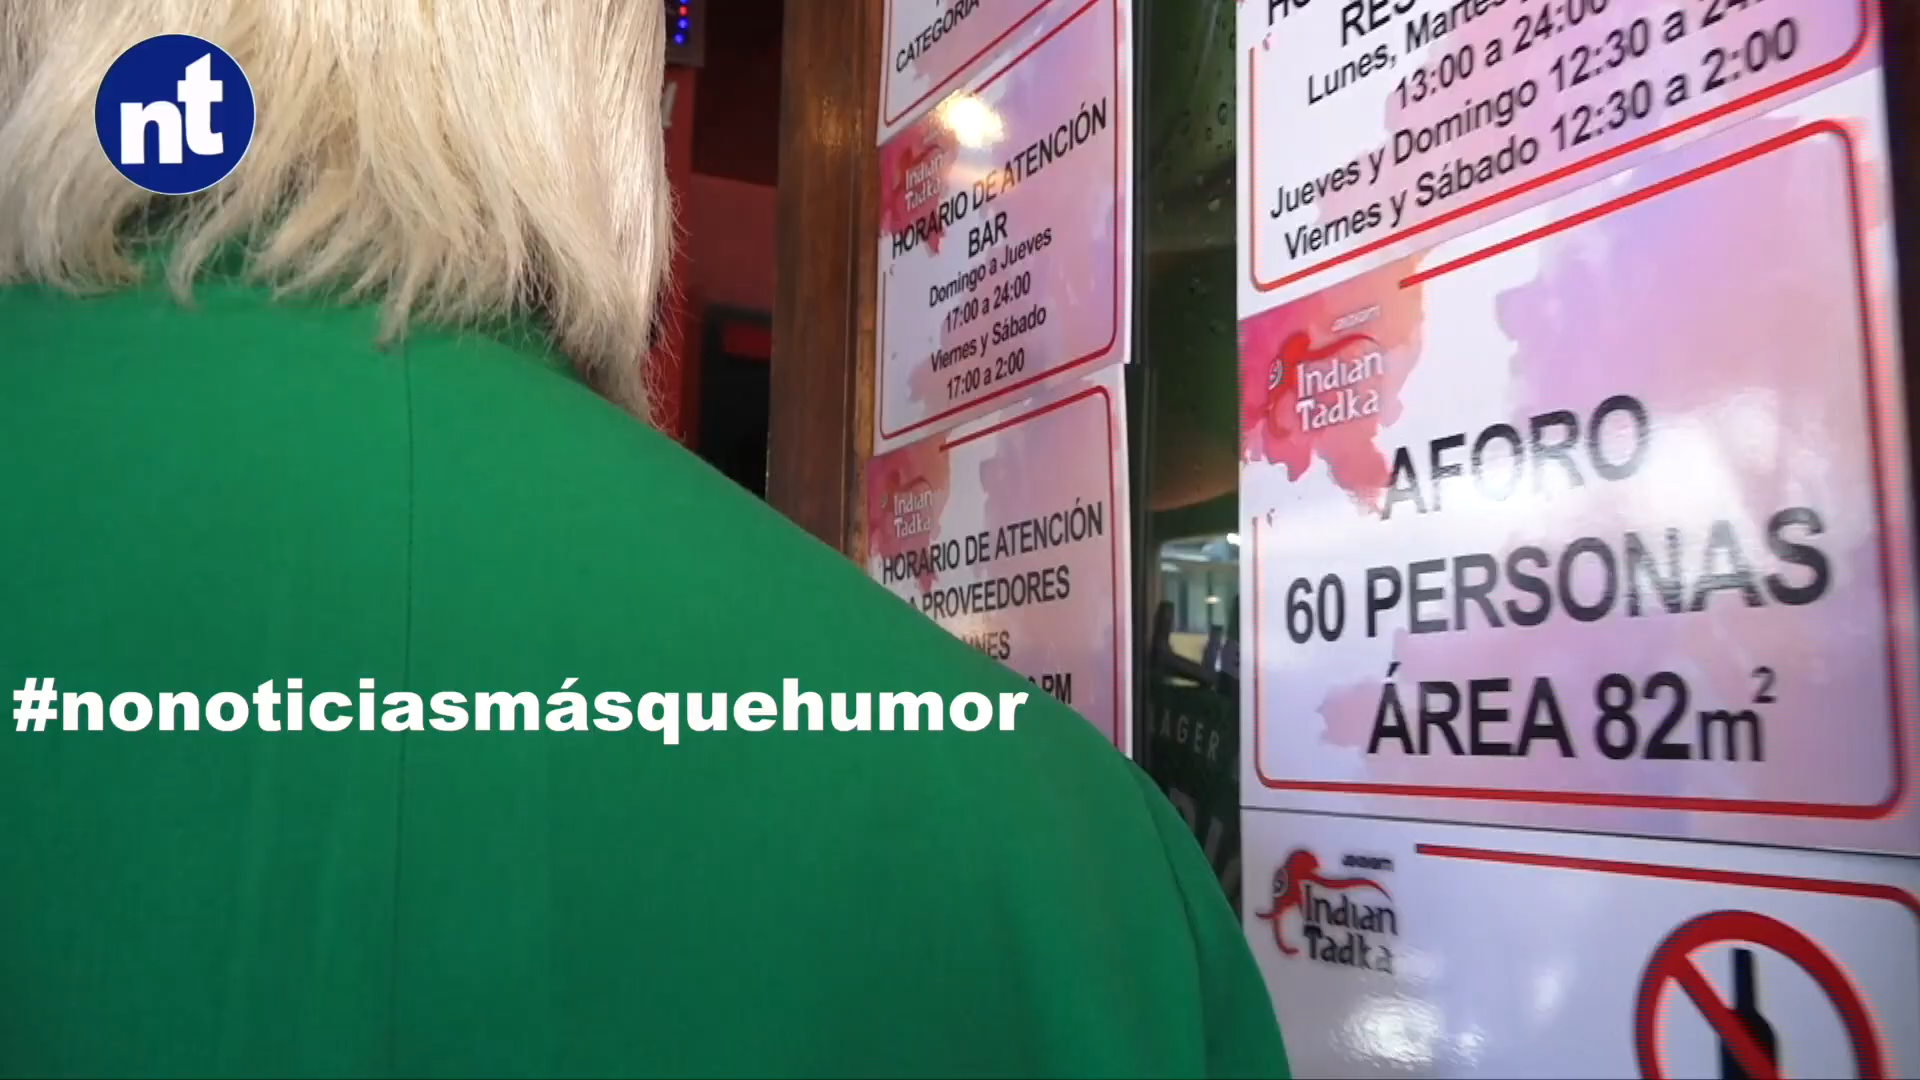 nt
CATEGORÍA
Indian
Tadka
HORARIO DE ATENCIÓN
BAR
Domingo a Jueves
17:00 a 24:00
Viernes y Sábado
17:00 a 2:00
Indian
Tadka
HORARIO DE ATENCIÓN
A PROVEEDORES
PM
Lunes, Martes
13:00 a 24:00
Jueves y Domingo 12:30 a
Viernes y Sábado 12:30 a 2:00
Indian
Tadka
AFORO
60 PERSONAS
ÁREA 82m²
Indian
Tadka
LAGER
#nonoticiasmásquehumor